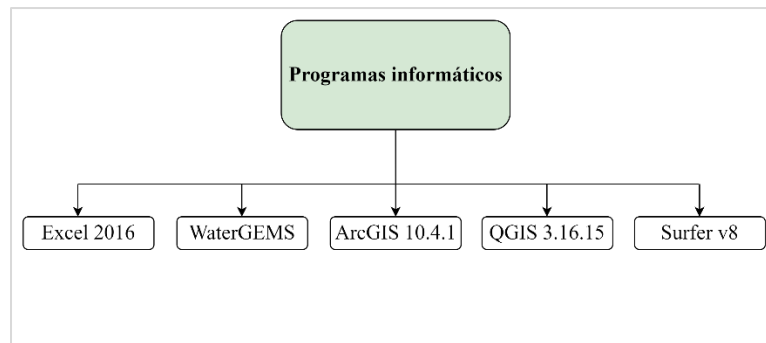 Programas informáticos
Excel 2016
WaterGEMS
ArcGIS 10.4.1
QGIS 3.16.15
Surfer v8